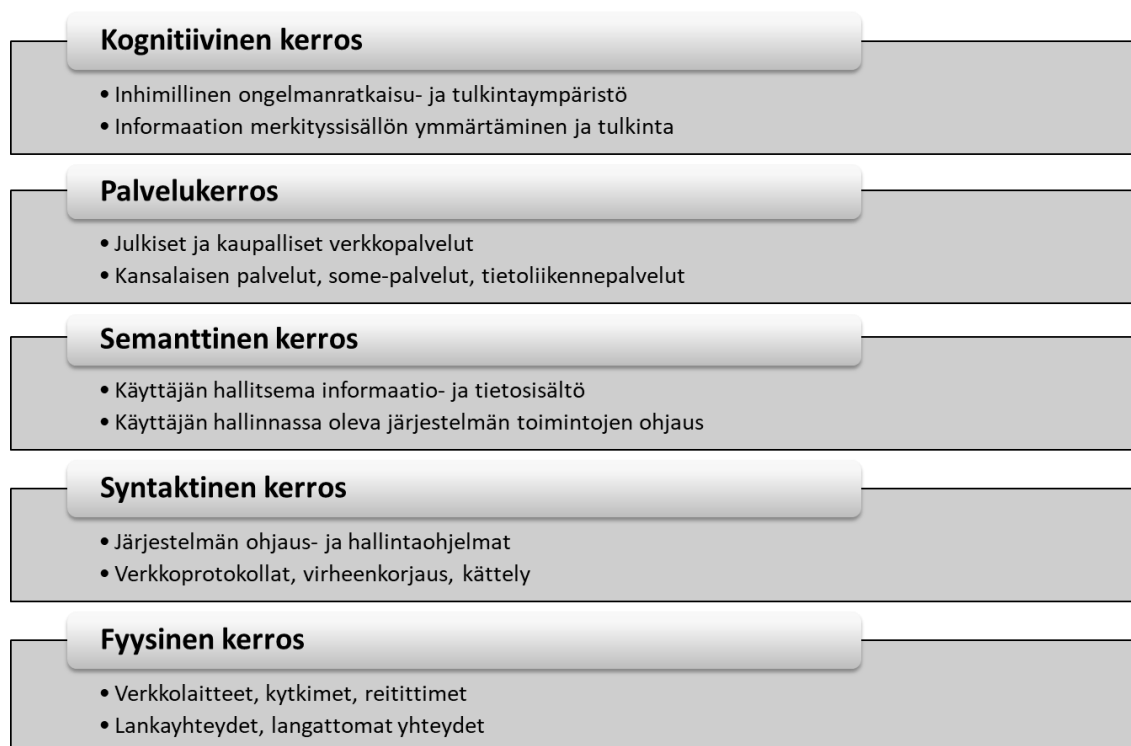 Kognitiivinen kerros
• Inhimillinen ongelmanratkaisu- ja tulkintaympäristö
• Informaation merkityssisällön ymmärtäminen ja tulkinta
Palvelukerros
• Julkiset ja kaupalliset verkkopalvelut
• Kansalaisen palvelut, some-palvelut, tietoliikennepalvelut
Semanttinen kerros
• Käyttäjän hallitsema informaatio- ja tietosisältö
• Käyttäjän hallinnassa oleva järjestelmän toimintojen ohjaus
Syntaktinen kerros
• Järjestelmän ohjaus- ja hallintaohjelmat
• Verkkoprotokollat, virheenkorjaus, kättely
Fyysinen kerros
• Verkkolaitteet, kytkimet, reitittimet
• Lankayhteydet, langattomat yhteydet